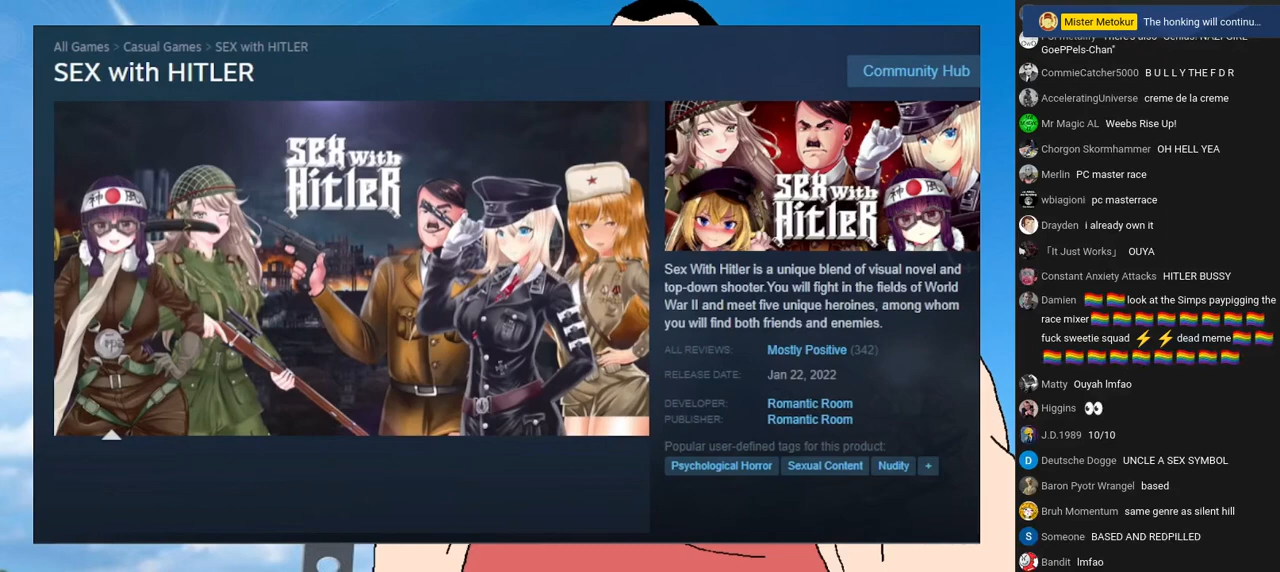 All Games > Casual Games > SEX with HITLER
SEX with HITLER
Community Hub
SEX with
HITLER
神 風
SEX with
HITLER
神 風
Sex With Hitler is a unique blend of visual novel and
top-down shooter.You will fight in the fields of World
War II and meet five unique heroines, among whom
you will find both friends and enemies.
ALL REVIEWS: Mostly Positive (342)
RELEASE DATE: Jan 22, 2022
DEVELOPER: Romantic Room
PUBLISHER: Romantic Room
Popular user-defined tags for this product:
Psychological Horror Sexual Content Nudity +
Mister Metokur The honking will continu...
GoePPels-Chan"
CommieCatcher5000 B U L L Y THE F D R
AcceleratingUniverse creme de la creme
Mr Magic AL Weebs Rise Up!
Chorgon Skormhammer OH HELL YEA
Merlin PC master race
wbiagioni pc masterrace
Drayden i already own it
「It Just Works」 OUYA
Constant Anxiety Attacks HITLER BUSSY
Damien 🏳️‍🌈🏳️‍🌈look at the Simps paypigging the
race mixer🏳️‍🌈🏳️‍🌈🏳️‍🌈🏳️‍🌈🏳️‍🌈🏳️‍🌈🏳️‍🌈🏳️‍🌈
fuck sweetie squad ⚡ ⚡ dead meme🏳️‍🌈🏳️‍🌈
🏳️‍🌈🏳️‍🌈🏳️‍🌈🏳️‍🌈🏳️‍🌈🏳️‍🌈🏳️‍🌈🏳️‍🌈🏳️‍🌈
Matty Ouyah lmfao
Higgins 👀
J.D.1989 10/10
D Deutsche Dogge UNCLE A SEX SYMBOL
Baron Pyotr Wrangel based
Bruh Momentum same genre as silent hill
S Someone BASED AND REDPILLED
Bandit lmfao